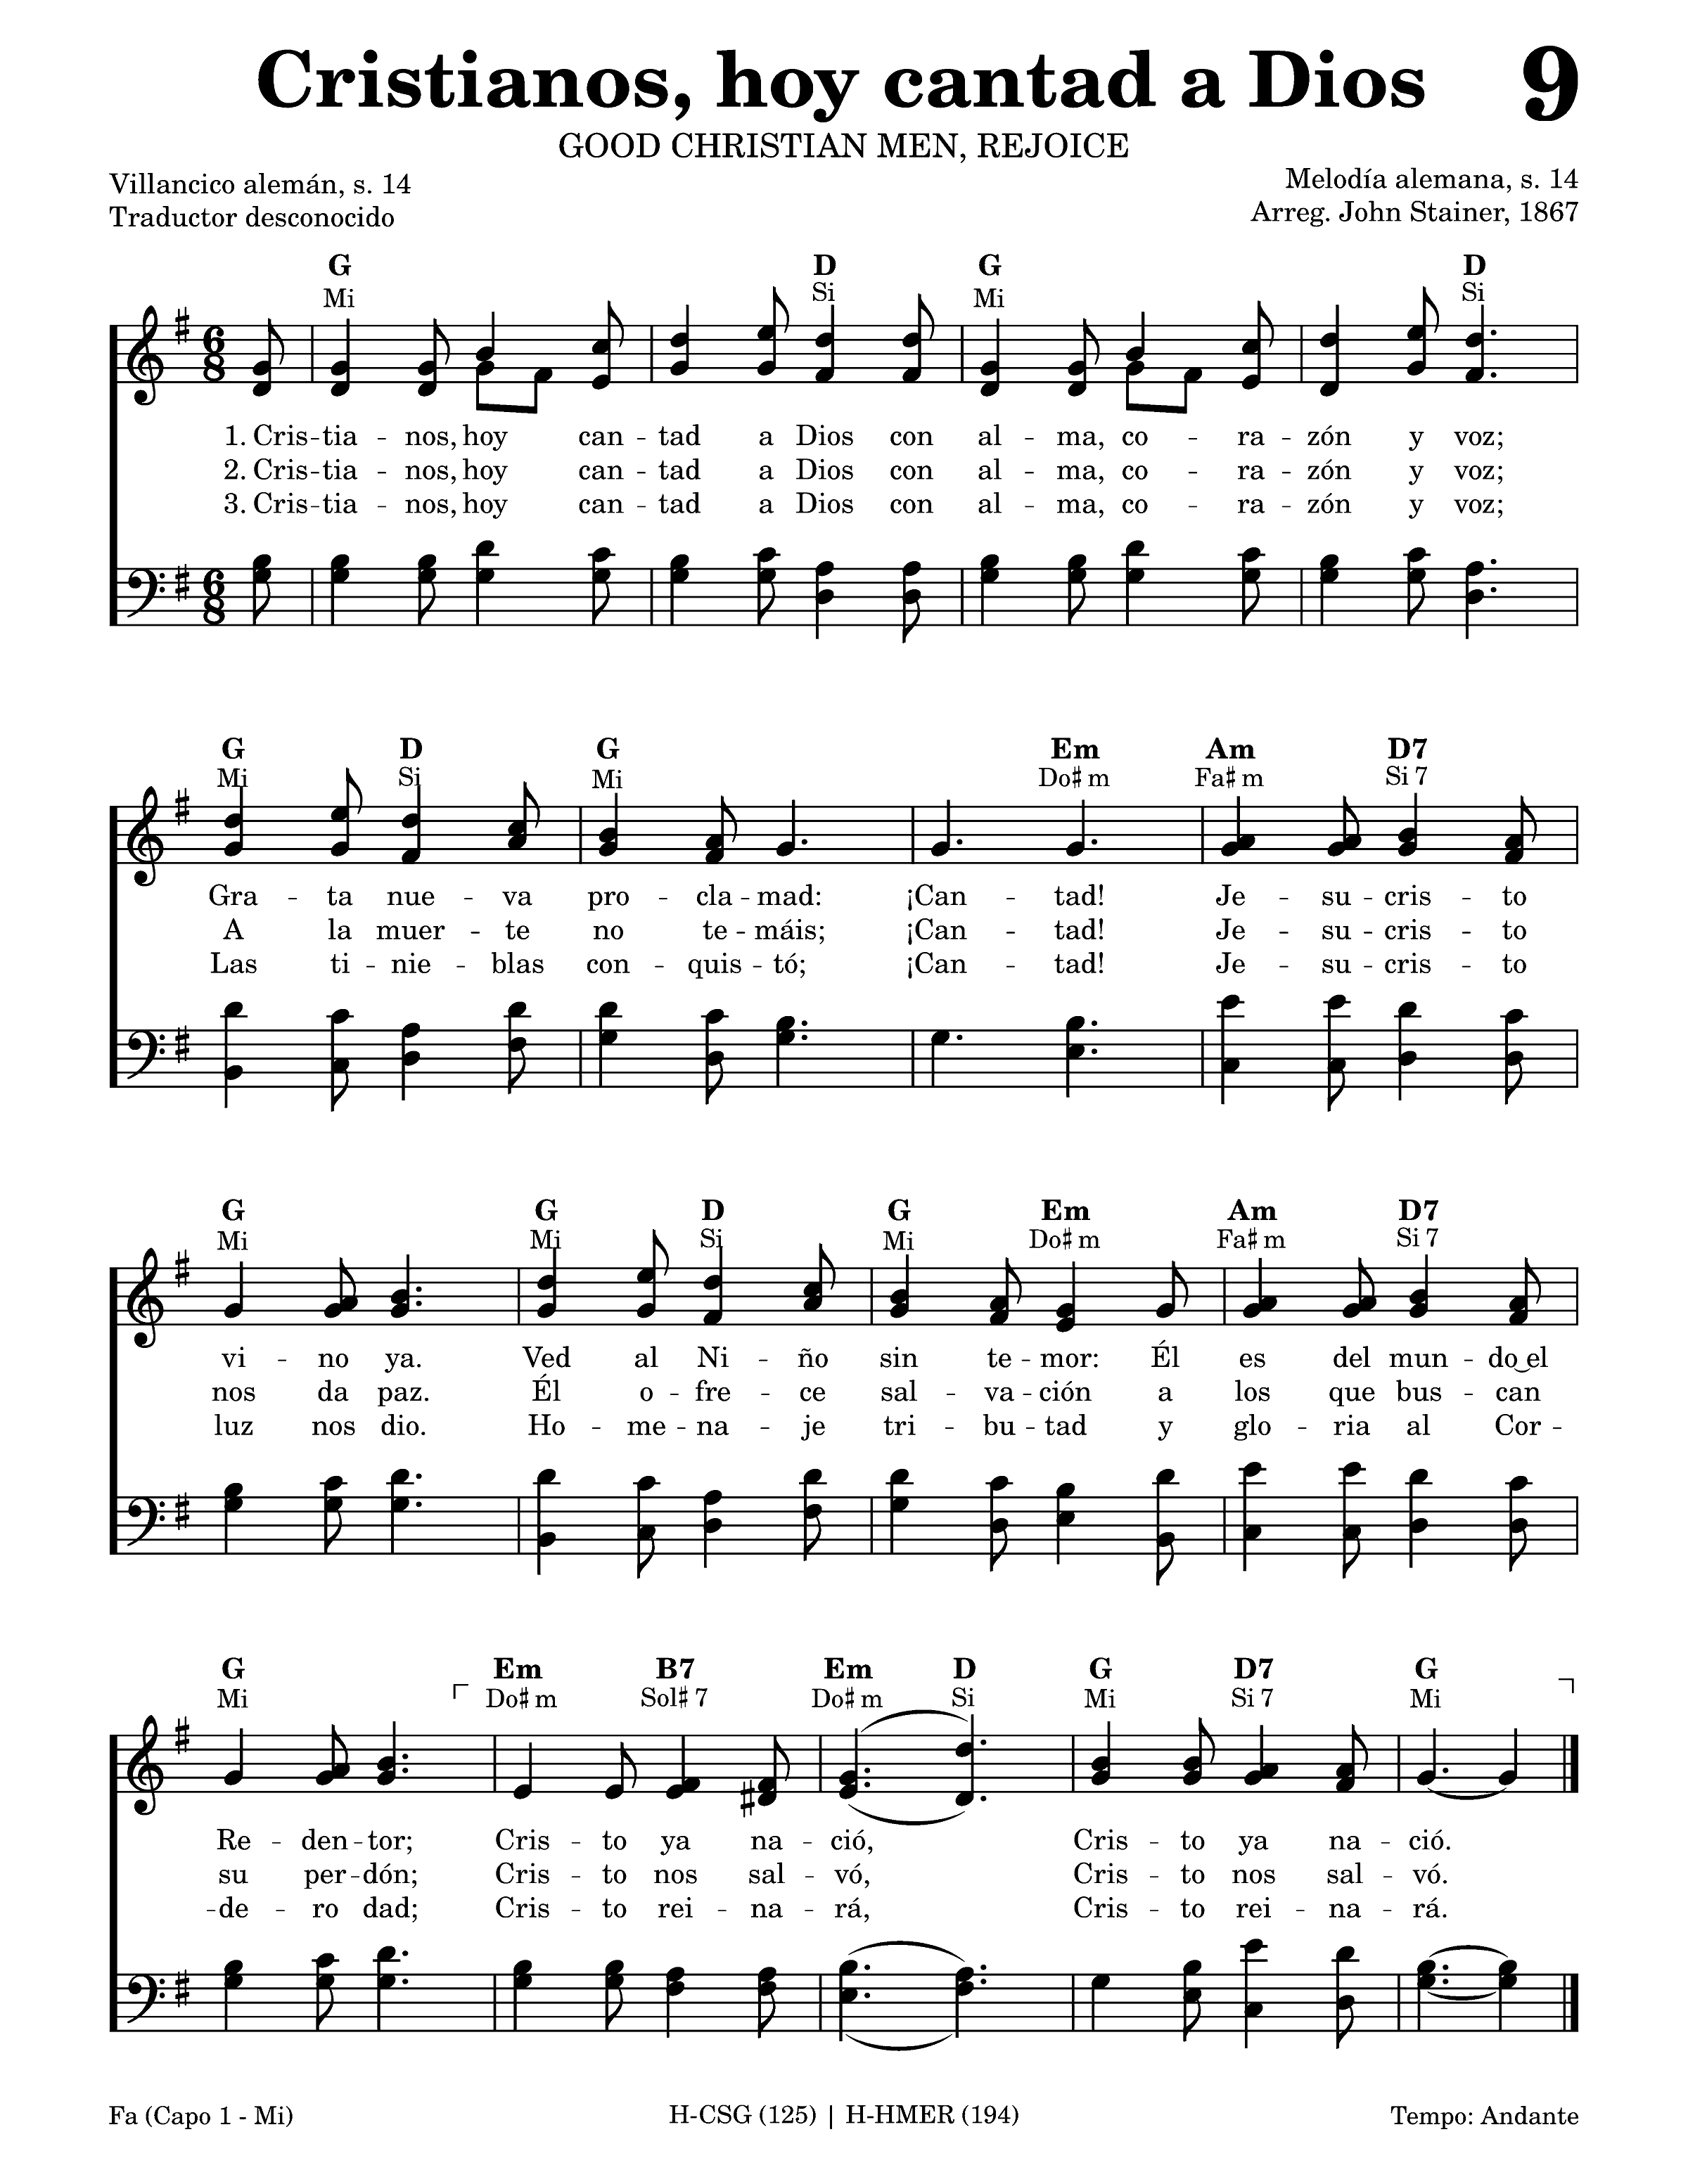 Cristianos, hoy cantad a Dios 9
GOOD CHRISTIAN MEN, REJOICE
Villancico alemán, s. 14 Melodía alemana, s. 14
Traductor desconocido Arreg. John Stainer, 1867
G D G D
Mi Si Mi Si
6 8
1. Cris -- tia -- nos, hoy can -- tad a Dios con al -- ma, co -- ra -- zón y voz;
2. Cris -- tia -- nos, hoy can -- tad a Dios con al -- ma, co -- ra -- zón y voz;
3. Cris -- tia -- nos, hoy can -- tad a Dios con al -- ma, co -- ra -- zón y voz;
6 8
G D G Em Am D7
Mi Si Mi Do♯ m Fa♯ m Si 7
Gra -- ta nue -- va pro -- cla -- mad: ¡Can -- tad! Je -- su -- cris -- to
A la muer -- te no te -- máis; ¡Can -- tad! Je -- su -- cris -- to
Las ti -- nie -- blas con -- quis -- tó; ¡Can -- tad! Je -- su -- cris -- to
G G D G Em Am D7
Mi Mi Si Mi Do♯ m Fa♯ m Si 7
vi -- no ya. Ved al Ni -- ño sin te -- mor: Él es del mun -- do‿el
nos da paz. Él o -- fre -- ce sal -- va -- ción a los que bus -- can
luz nos dio. Ho -- me -- na -- je tri -- bu -- tad y glo -- ria al Cor --
G Em B7 Em D G D7 G
Mi Do♯ m Sol♯ 7 Do♯ m Si Mi Si 7 Mi
Re -- den -- tor; Cris -- to ya na -- ció, Cris -- to ya na -- ció.
su per -- dón; Cris -- to nos sal -- vó, Cris -- to nos sal -- vó.
-- de -- ro dad; Cris -- to rei -- na -- rá, Cris -- to rei -- na -- rá.
Fa (Capo 1 - Mi) H-CSG (125) | H-HMER (194) Tempo: Andante